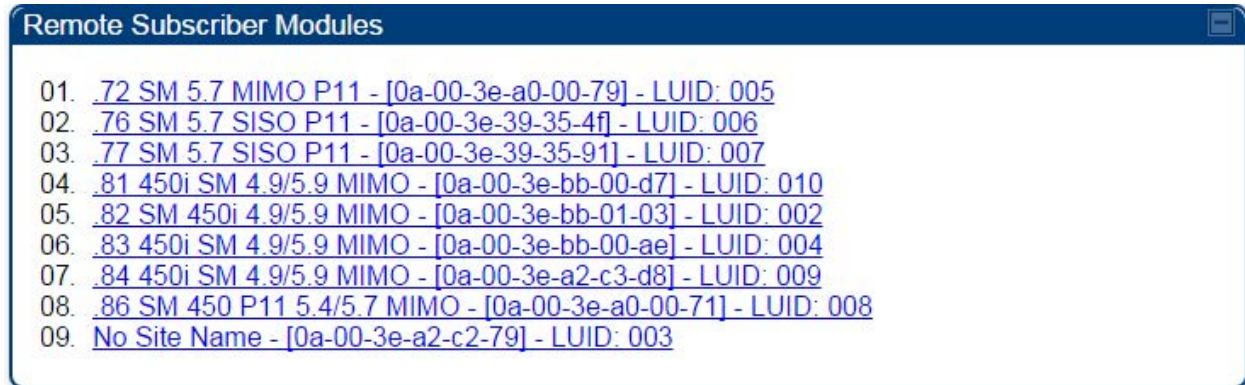 Remote Subscriber Modules
01. .72 SM 5.7 MIMO P11 - [0a-00-3e-a0-00-79] - LUID: 005
02. .76 SM 5.7 SISO P11 - [0a-00-3e-39-35-4f] - LUID: 006
03. .77 SM 5.7 SISO P11 - [0a-00-3e-39-35-91] - LUID: 007
04. .81 450i SM 4.9/5.9 MIMO - [0a-00-3e-bb-00-d7] - LUID: 010
05. .82 SM 450i 4.9/5.9 MIMO - [0a-00-3e-bb-01-03] - LUID: 002
06. .83 450i SM 4.9/5.9 MIMO - [0a-00-3e-bb-00-ae] - LUID: 004
07. .84 450i SM 4.9/5.9 MIMO - [0a-00-3e-a2-c3-d8] - LUID: 009
08. .86 SM 450 P11 5.4/5.7 MIMO - [0a-00-3e-a0-00-71] - LUID: 008
09. No Site Name - [0a-00-3e-a2-c2-79] - LUID: 003